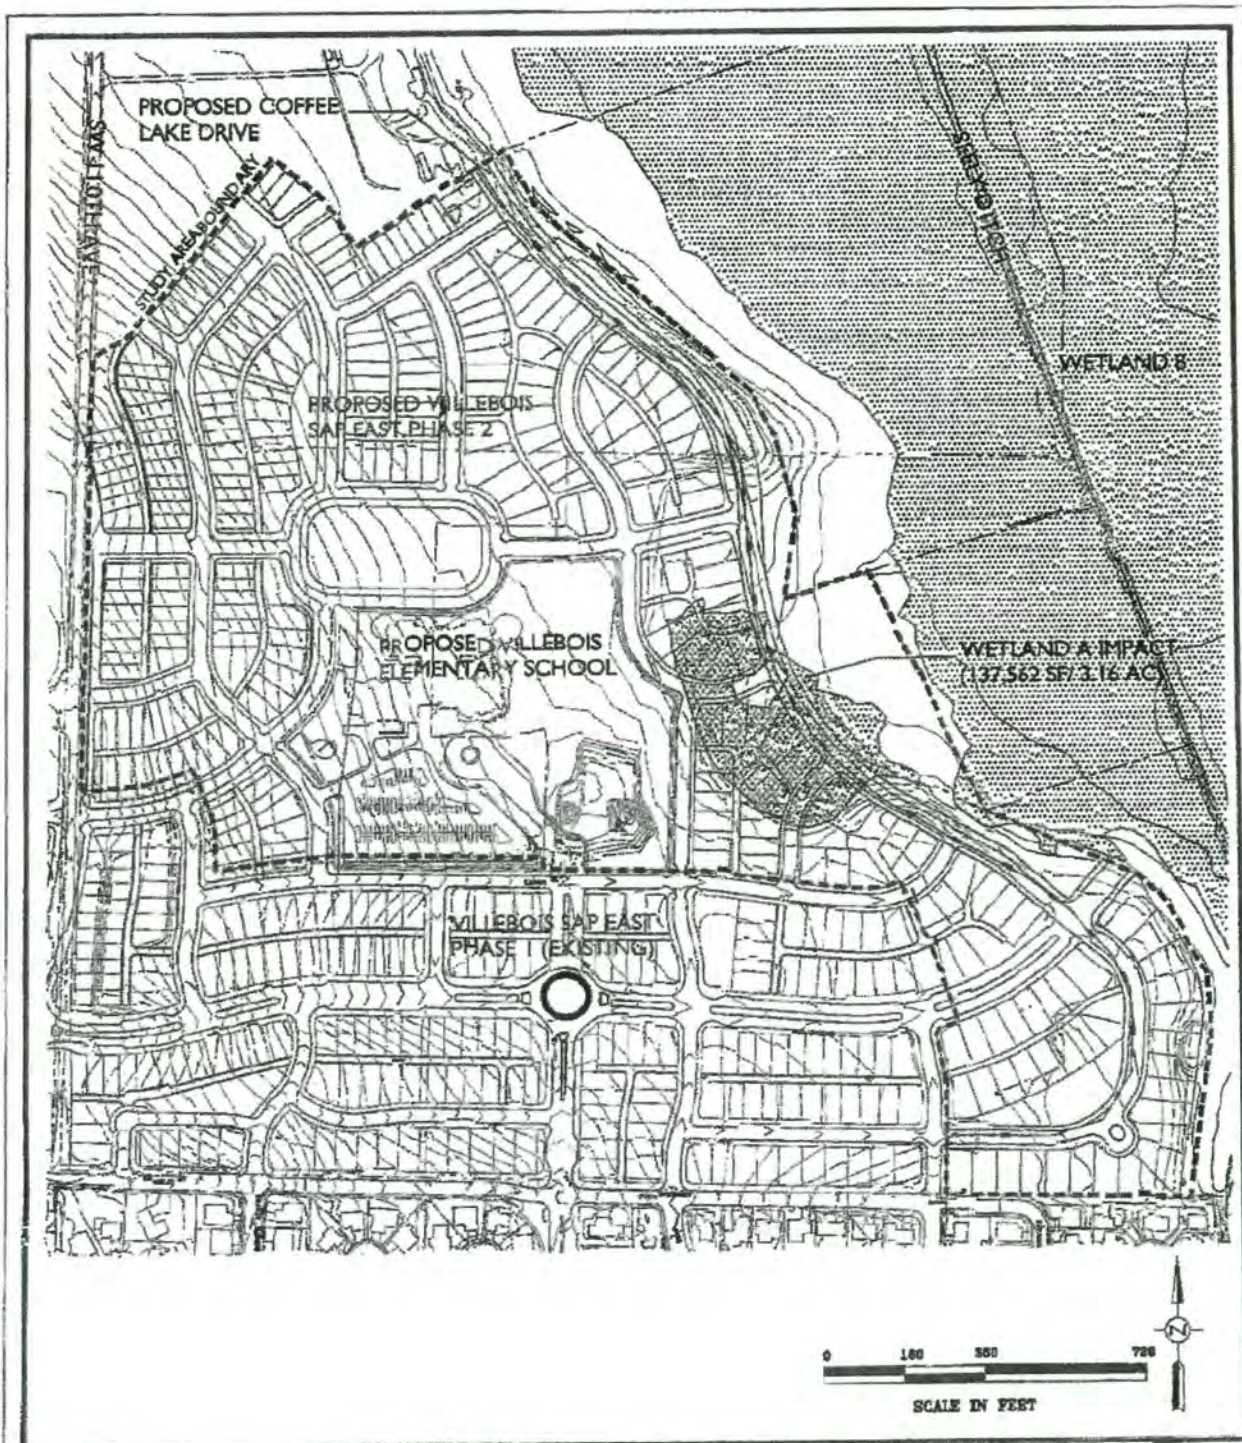 PROPOSED COFFEE
LAKE DRIVE
STUDY AREA BOUNDARY
SW 110TH AVE
HOLE
WETLAND B
PROPOSED VILLEBOIS
SAP EAST PHASE 2
PROPOSED VILLEBOIS
ELEMENTARY SCHOOL
WETLAND A IMPACT
(137,562 SF/ 3.16 AC)
VILLEBOIS SAP EAST
PHASE 1 (EXISTING)
N
0 180 360 720
SCALE IN FEET